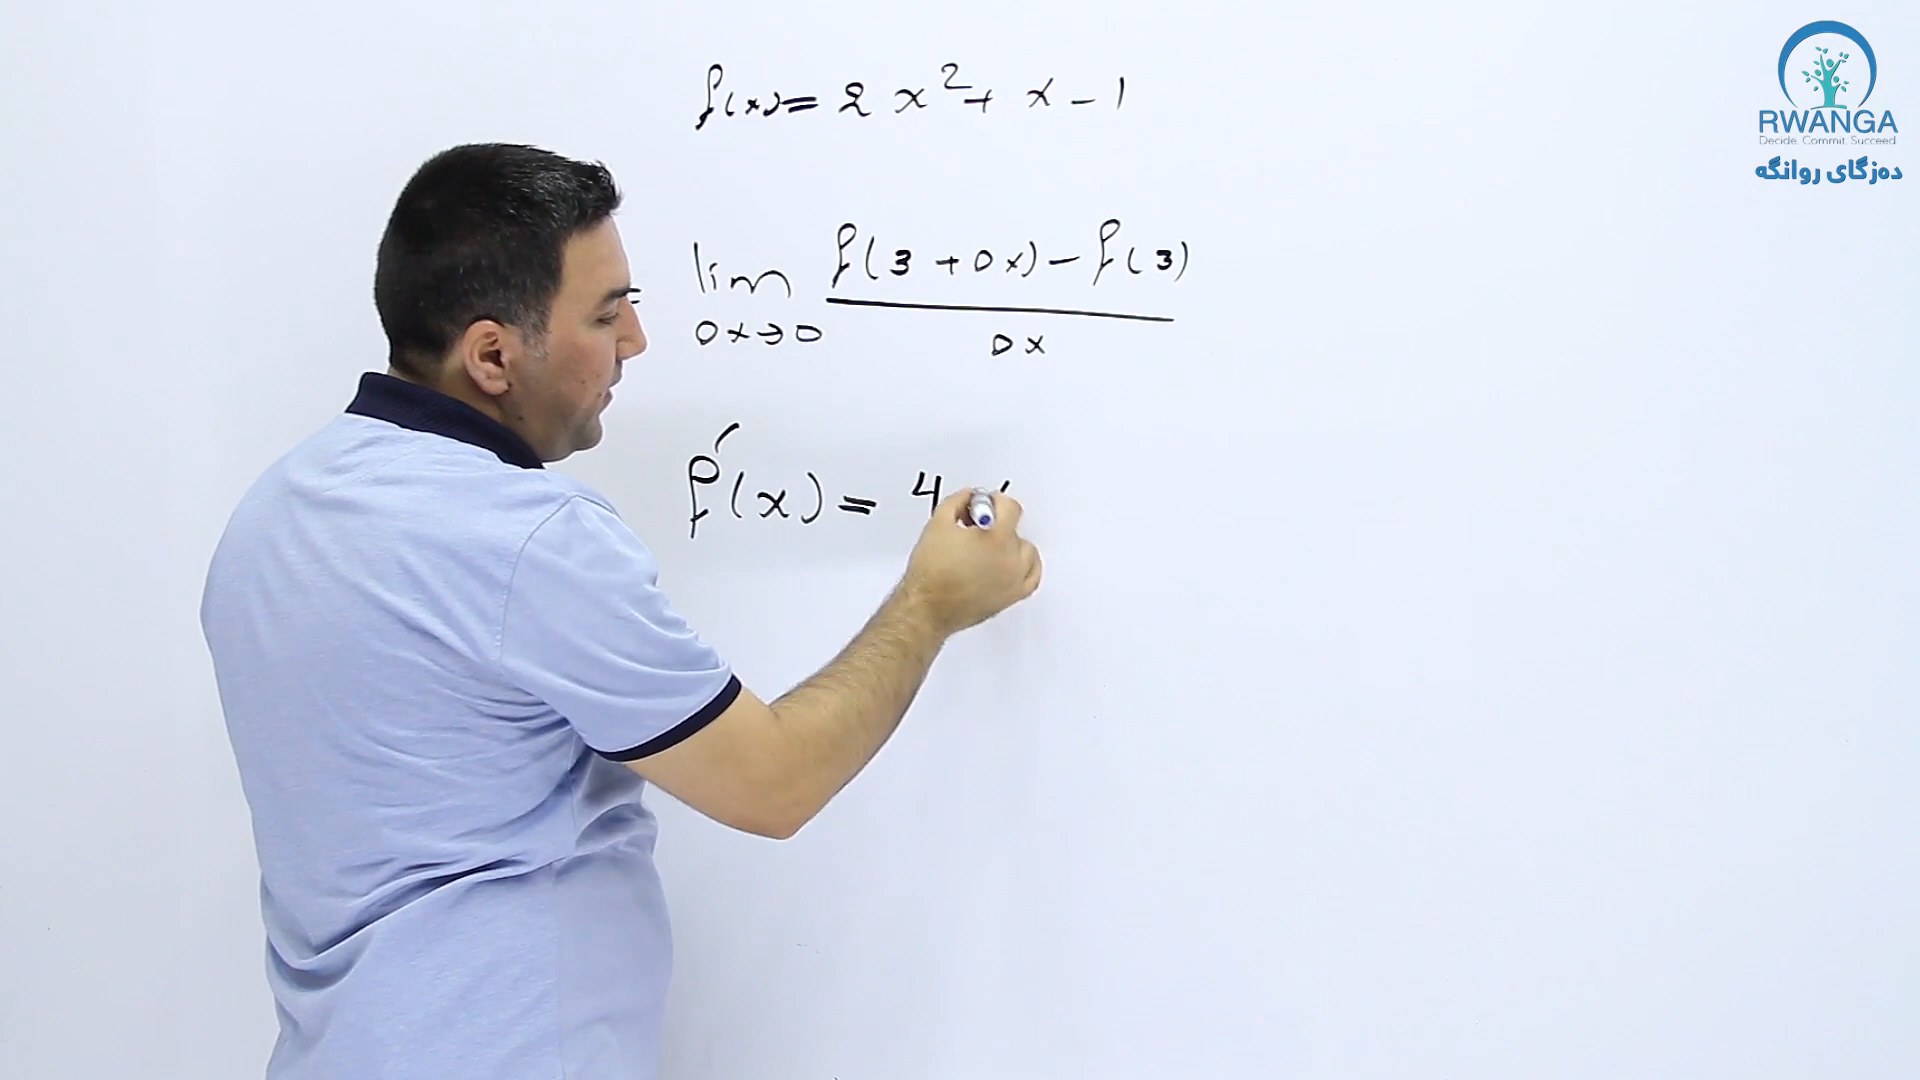 f(x) = 2x² + x - 1
RWANGA
Decide. Commit. Succeed
دەزگای روانگە
= lim f(3 + Δx) - f(3)
Δx→0 Δx
f′(x) = 4